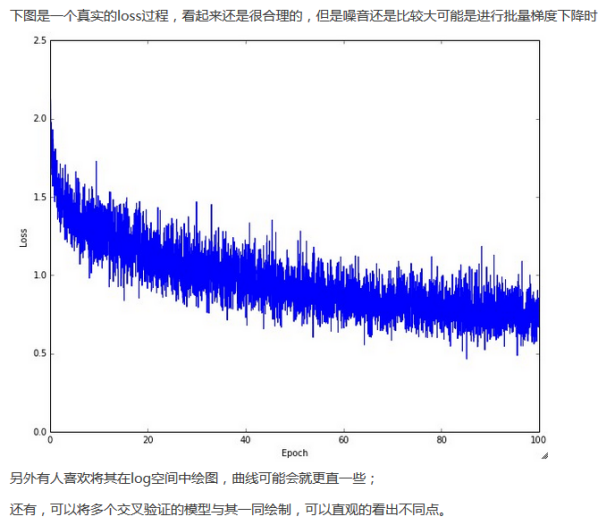 下图是一个真实的loss过程，看起来还是很合理的，但是噪音还是比较大可能是进行批量梯度下降时
2.5
2.0
1.5
1.0
0.5
0.0
Loss
0 20 40 60 80 100
Epoch
另外有人喜欢将其在log空间中绘图，曲线可能会就更直一些；
还有，可以将多个交叉验证的模型与其一同绘制，可以直观的看出不同点。